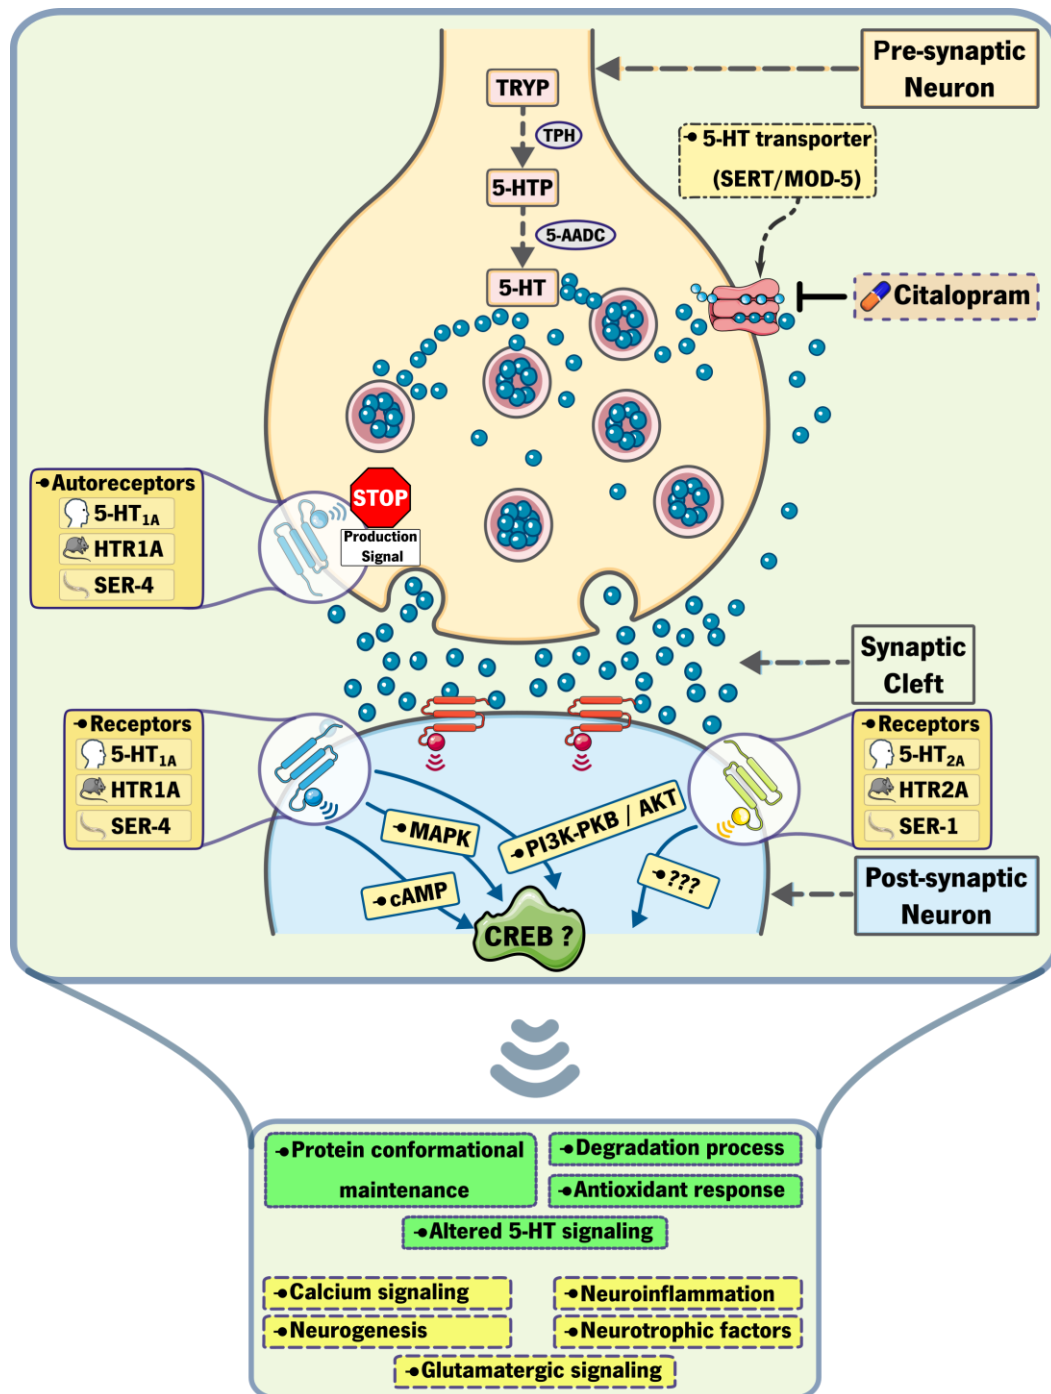 Pre-synaptic
Neuron
TRYP
TPH
5-HTP
5-AADC
5-HT
5-HT transporter
(SERT/MOD-5)
Citalopram
Autoreceptors
5-HT1A
HTR1A
SER-4
STOP
Production
Signal
Synaptic
Cleft
Receptors
5-HT1A
HTR1A
SER-4
Receptors
5-HT2A
HTR2A
SER-1
MAPK
PI3K-PKB / AKT
cAMP
???
CREB ?
Post-synaptic
Neuron
Protein conformational
maintenance
Degradation process
Antioxidant response
Altered 5-HT signaling
Calcium signaling
Neuroinflammation
Neurogenesis
Neurotrophic factors
Glutamatergic signaling